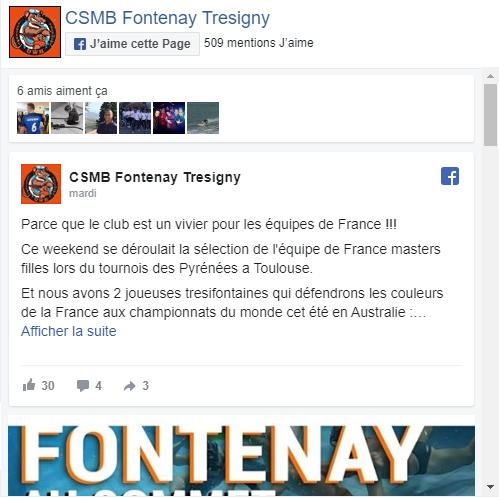 CSMB Fontenay Tresigny
J'aime cette Page 509 mentions J'aime
6 amis aiment ça
6
CSMB Fontenay Tresigny
mardi
Parce que le club est un vivier pour les équipes de France !!!
Ce weekend se déroulait la sélection de l'équipe de France masters
filles lors du tournois des Pyrénées a Toulouse.
Et nous avons 2 joueuses tresifontaines qui défendrons les couleurs
de la France aux championnats du monde cet été en Australie :…
Afficher la suite
30 4 3
FONTENAY
AU SOMMET